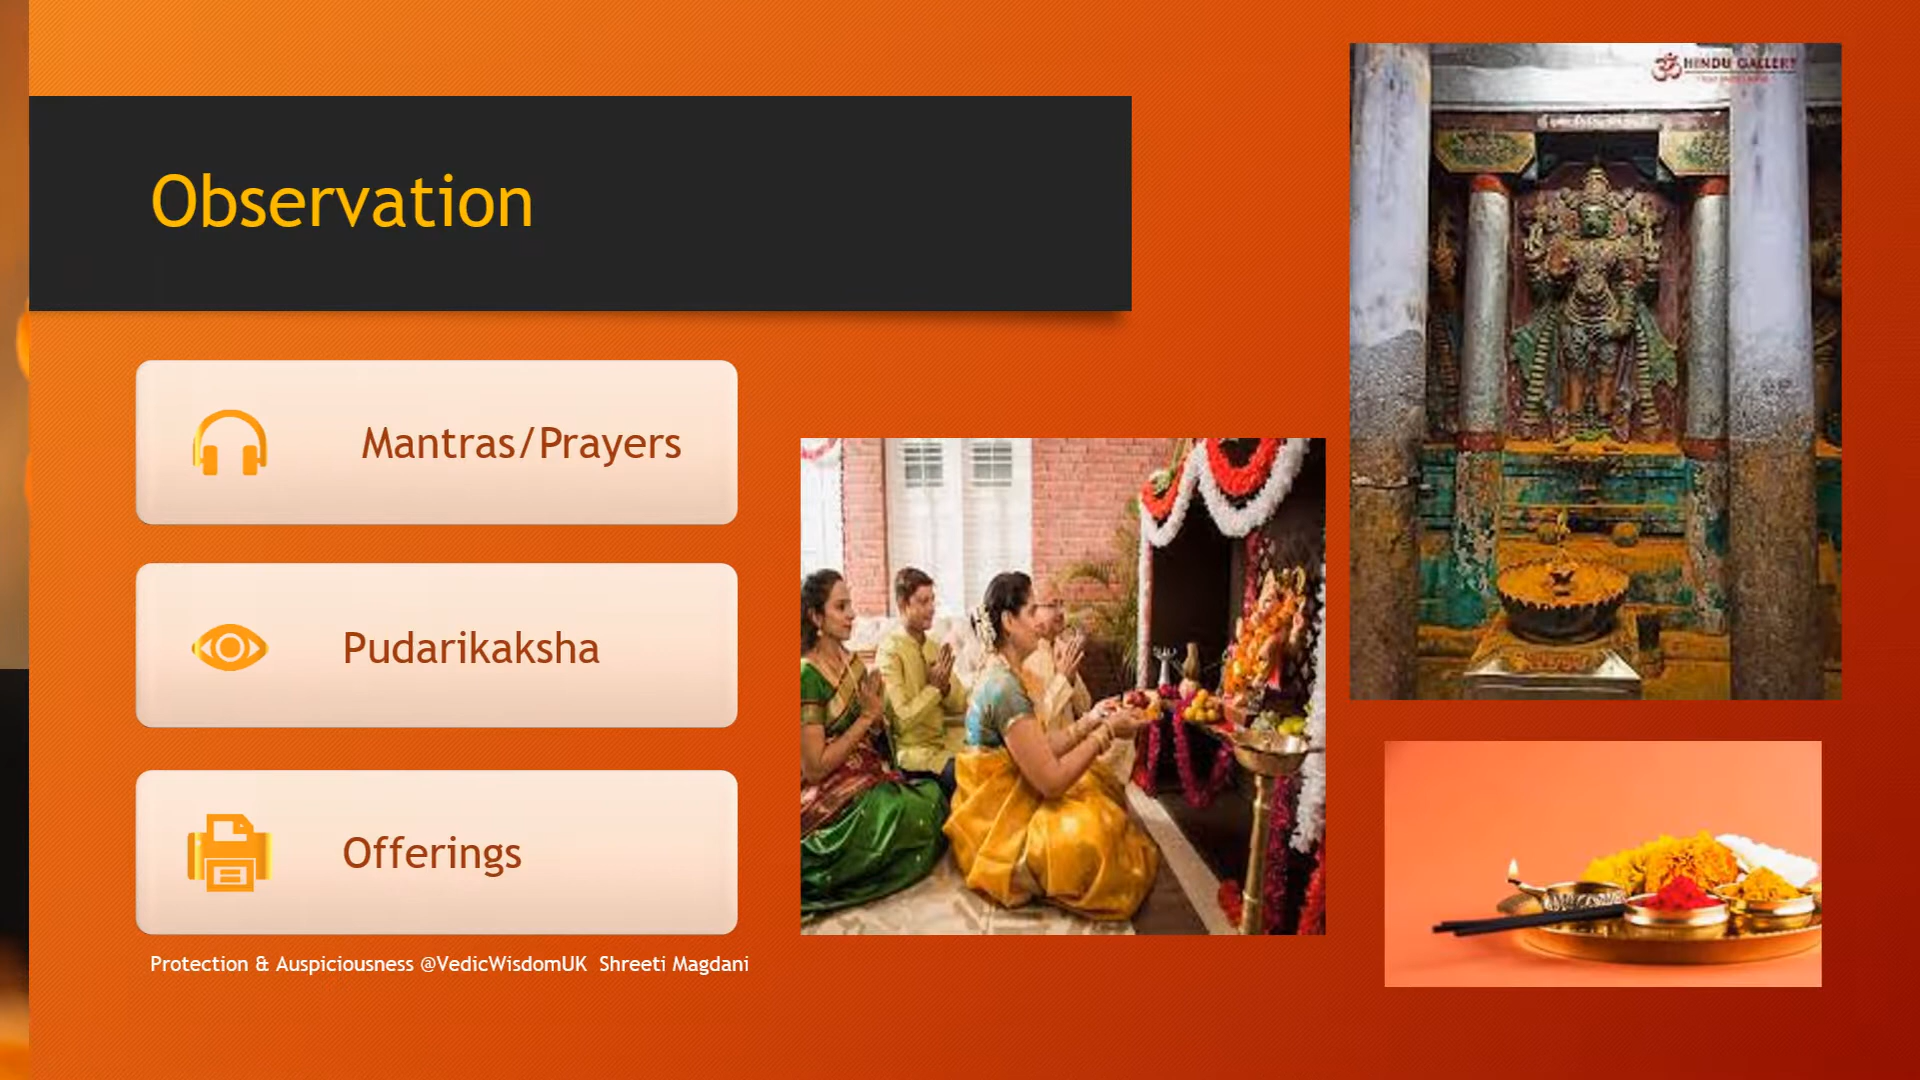 Observation
Mantras/Prayers
Pudarikaksha
Offerings
Protection & Auspiciousness @VedicWisdomUK Shreeti Magdani
HINDU GALLERY